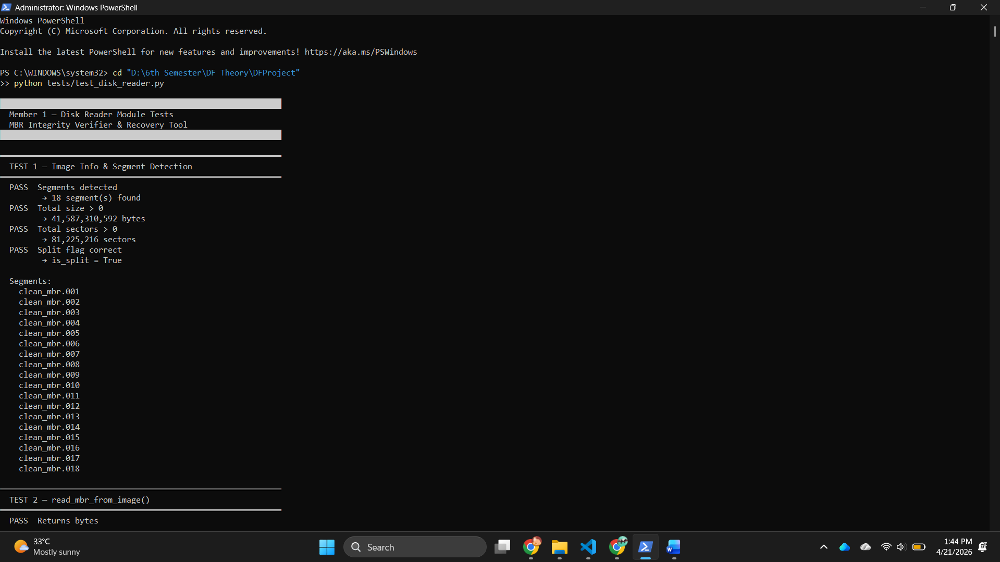 Administrator: Windows PowerShell
Windows PowerShell
Copyright (C) Microsoft Corporation. All rights reserved.
Install the latest PowerShell for new features and improvements! https://aka.ms/PSWindows
PS C:\WINDOWS\system32> cd "D:\6th Semester\DF Theory\DFProject"
>> python tests/test_disk_reader.py
Member 1 — Disk Reader Module Tests
MBR Integrity Verifier & Recovery Tool
TEST 1 — Image Info & Segment Detection
PASS  Segments detected
→ 18 segment(s) found
PASS  Total size > 0
→ 41,587,310,592 bytes
PASS  Total sectors > 0
→ 81,225,216 sectors
PASS  Split flag correct
→ is_split = True
Segments:
clean_mbr.001
clean_mbr.002
clean_mbr.003
clean_mbr.004
clean_mbr.005
clean_mbr.006
clean_mbr.007
clean_mbr.008
clean_mbr.009
clean_mbr.010
clean_mbr.011
clean_mbr.012
clean_mbr.013
clean_mbr.014
clean_mbr.015
clean_mbr.016
clean_mbr.017
clean_mbr.018
TEST 2 — read_mbr_from_image()
PASS  Returns bytes
33°C
Mostly sunny
Search
1:44 PM
4/21/2026